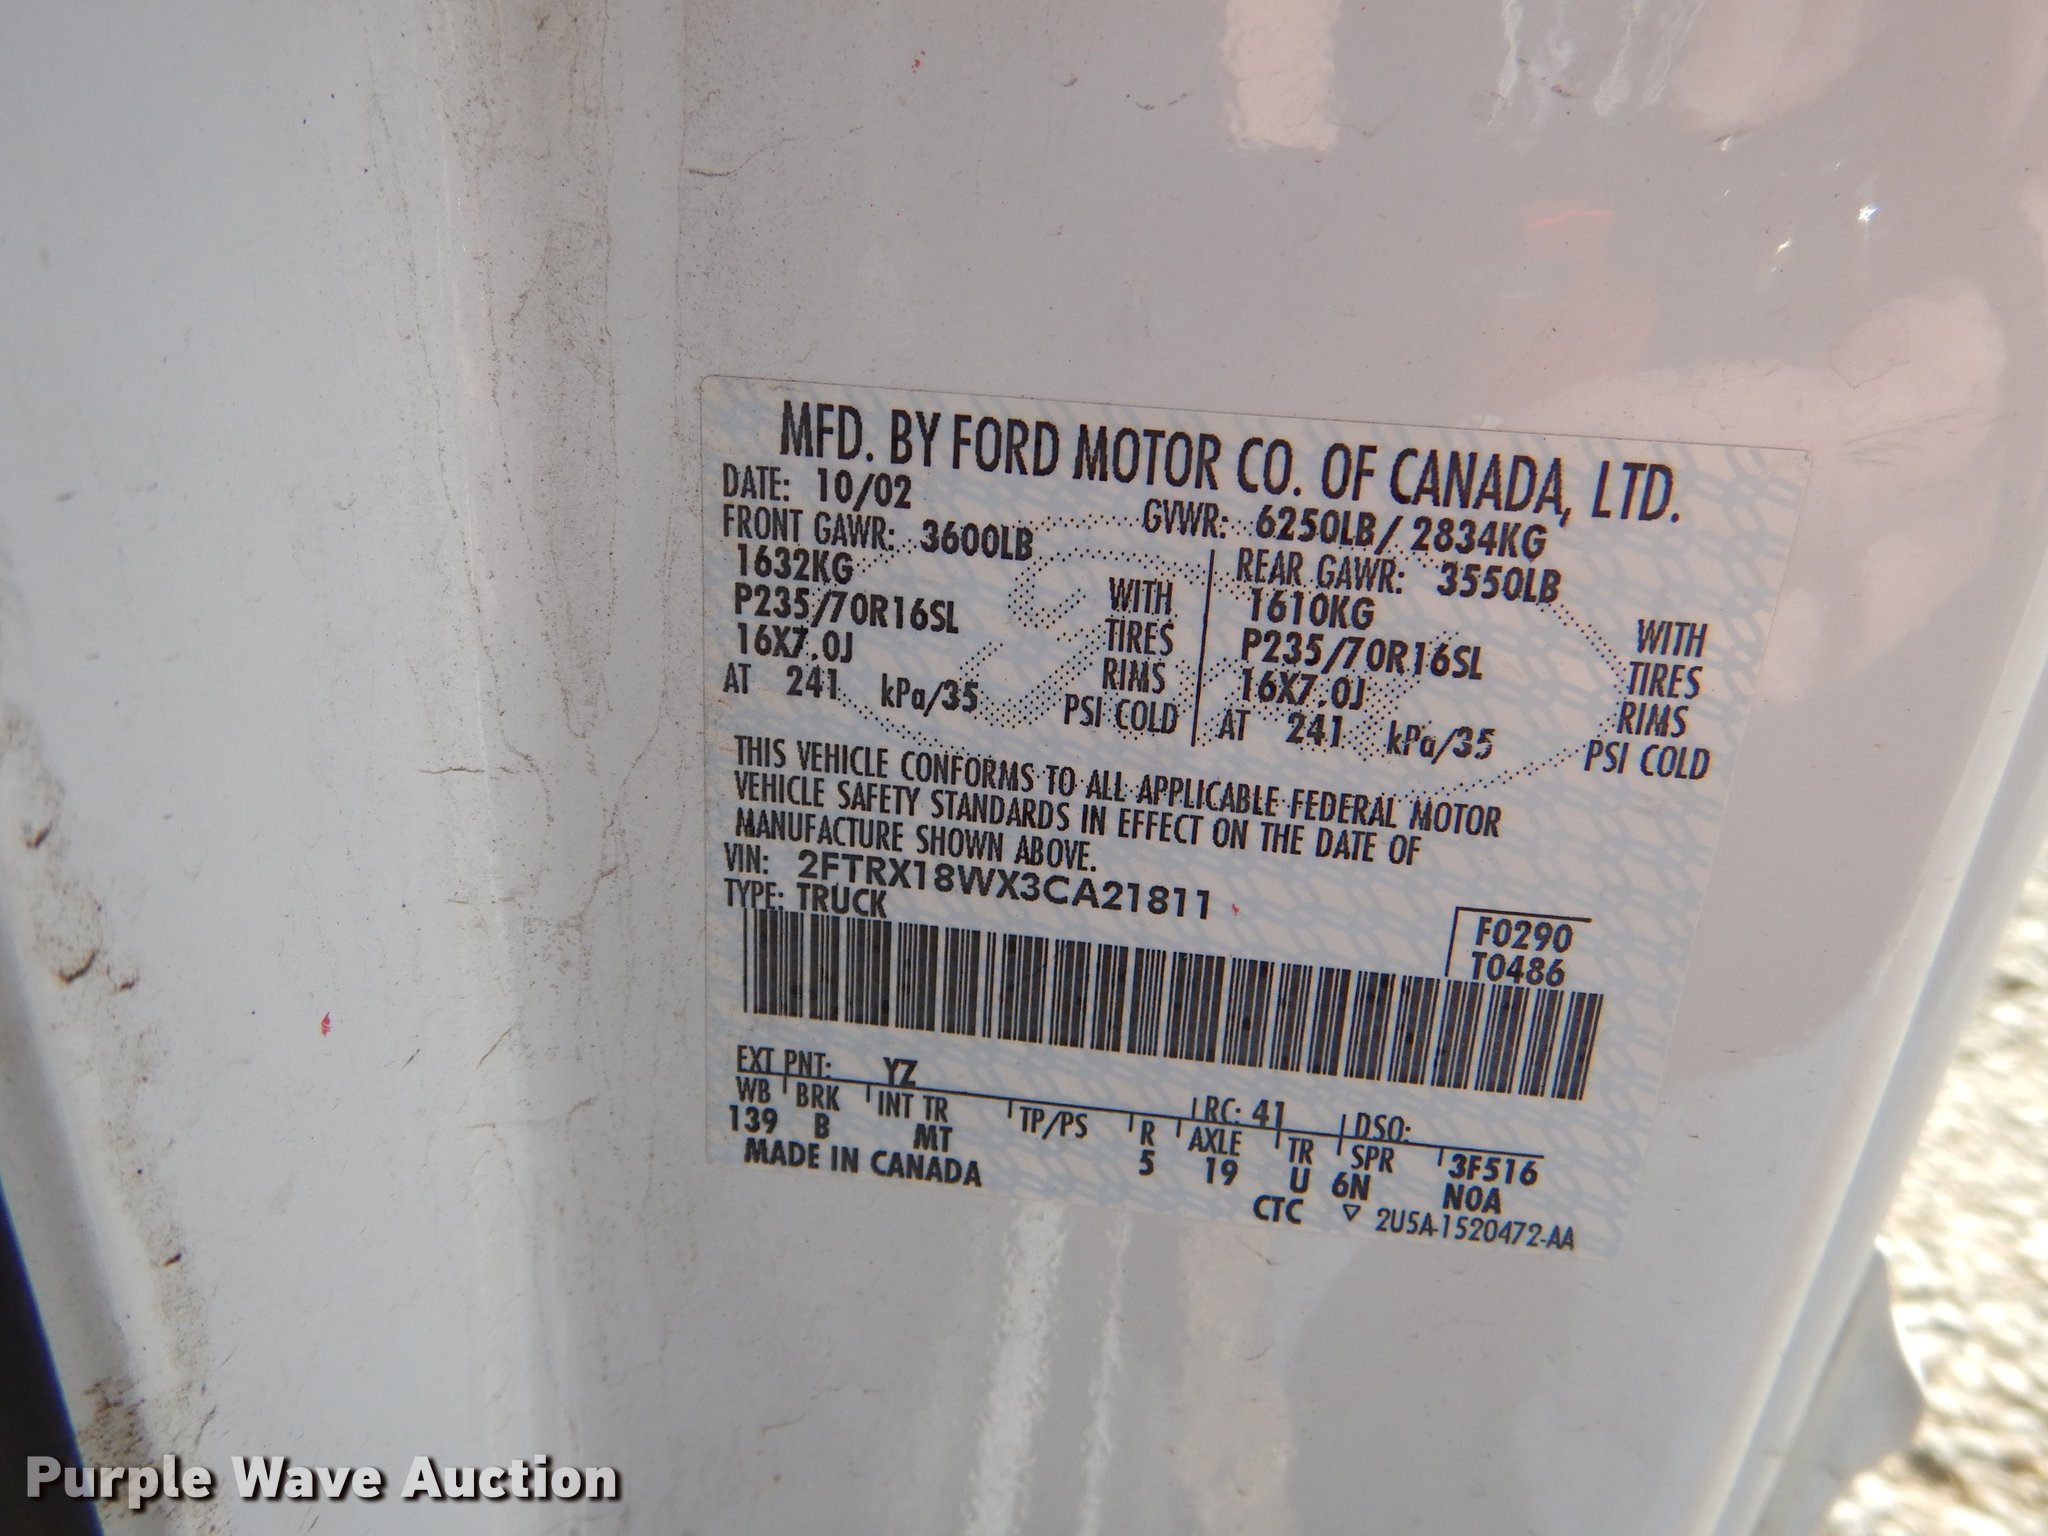 MFD. BY FORD MOTOR CO. OF CANADA, LTD.
DATE: 10/02 GVWR: 6250LB/ 2834KG
FRONT GAWR: 3600LB REAR GAWR: 3550LB
1632KG WITH 1610KG WITH
P235/70R16SL TIRES P235/70R16SL TIRES
16X7.0J RIMS 16X7.0J RIMS
AT 241 kPa/35 PSI COLD AT 241 kPa/35 PSI COLD
THIS VEHICLE CONFORMS TO ALL APPLICABLE FEDERAL MOTOR
VEHICLE SAFETY STANDARDS IN EFFECT ON THE DATE OF
MANUFACTURE SHOWN ABOVE.
VIN: 2FTRX18WX3CA21811
TYPE: TRUCK
F0290
T0486
EXT PNT: YZ RC: 41 DSO:
WB BRK INT TR TP/PS R AXLE TR SPR 3F516
139 B MT 5 19 U 6N NOA
MADE IN CANADA CTC ▽ 2U5A-1520472-AA
Purple Wave Auction